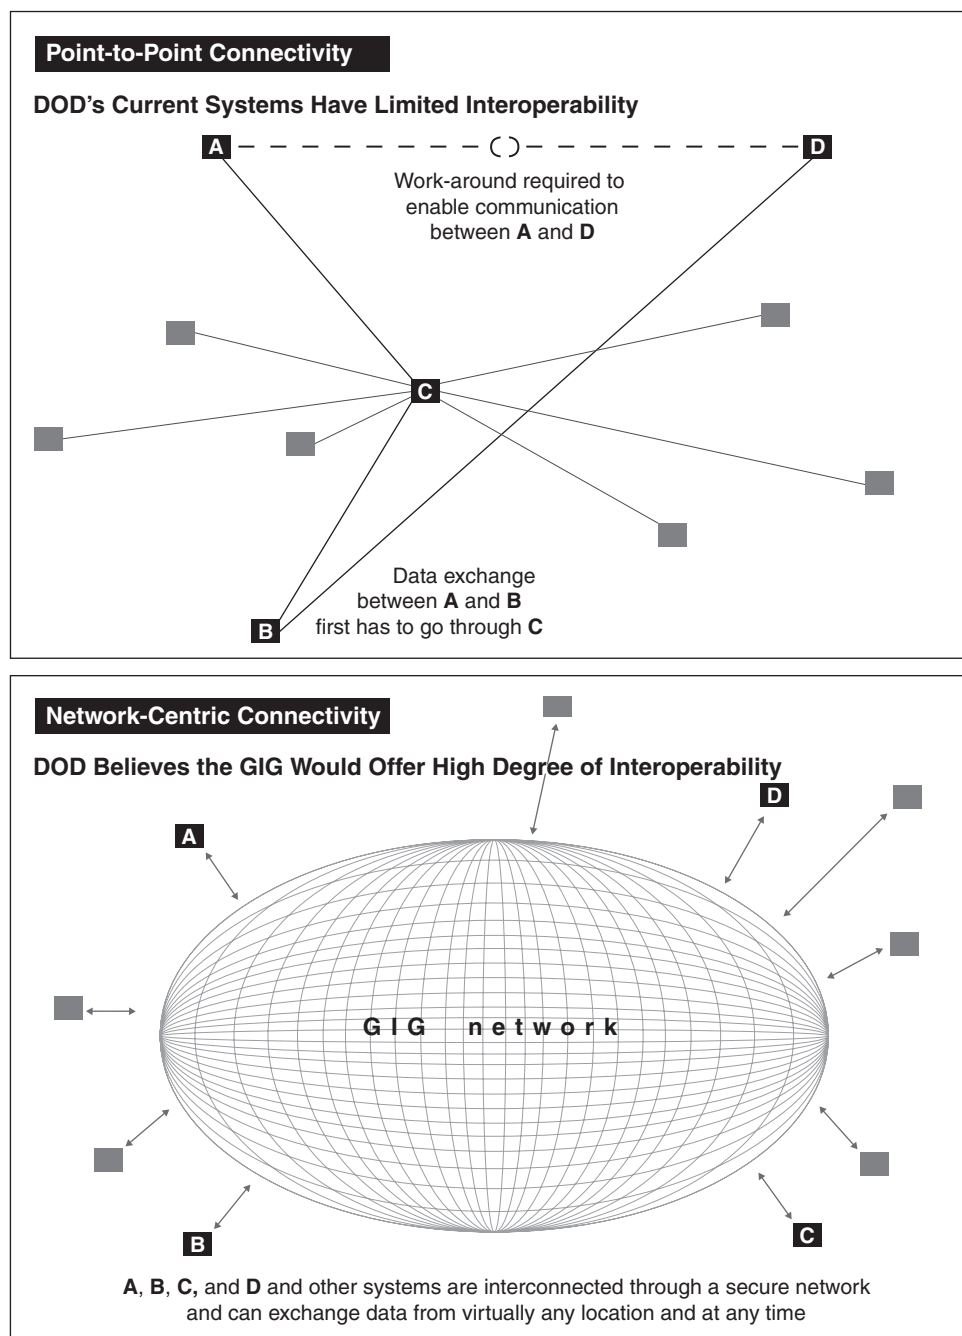 Point-to-Point Connectivity
DOD's Current Systems Have Limited Interoperability
A
D
Work-around required to
enable communication
between A and D
C
Data exchange
between A and B
first has to go through C
B
Network-Centric Connectivity
DOD Believes the GIG Would Offer High Degree of Interoperability
D
A
GIG network
B
C
A, B, C, and D and other systems are interconnected through a secure network
and can exchange data from virtually any location and at any time